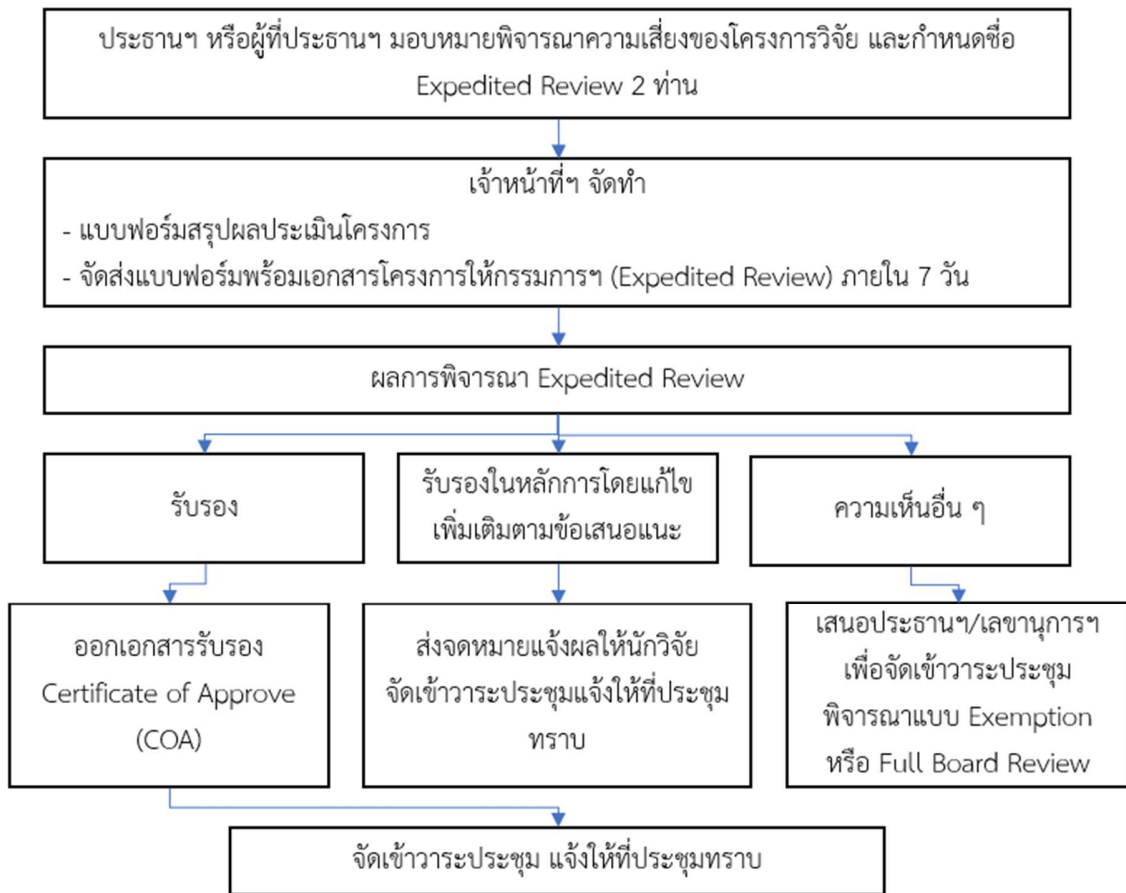 ประธานฯ หรือผู้ที่ประธานฯ มอบหมายพิจารณาความเสี่ยงของโครงการวิจัย และกำหนดชื่อ
Expedited Review 2 ท่าน
เจ้าหน้าที่ฯ จัดทำ
- แบบฟอร์มสรุปผลประเมินโครงการ
- จัดส่งแบบฟอร์มพร้อมเอกสารโครงการให้กรรมการฯ (Expedited Review) ภายใน 7 วัน
ผลการพิจารณา Expedited Review
รับรอง
รับรองในหลักการโดยแก้ไข
เพิ่มเติมตามข้อเสนอแนะ
ความเห็นอื่น ๆ
ออกเอกสารรับรอง
Certificate of Approve
(COA)
ส่งจดหมายแจ้งผลให้นักวิจัย
จัดเข้าวาระประชุมแจ้งให้ที่ประชุม
ทราบ
เสนอประธานฯ/เลขานุการฯ
เพื่อจัดเข้าวาระประชุม
พิจารณาแบบ Exemption
หรือ Full Board Review
จัดเข้าวาระประชุม แจ้งให้ที่ประชุมทราบ